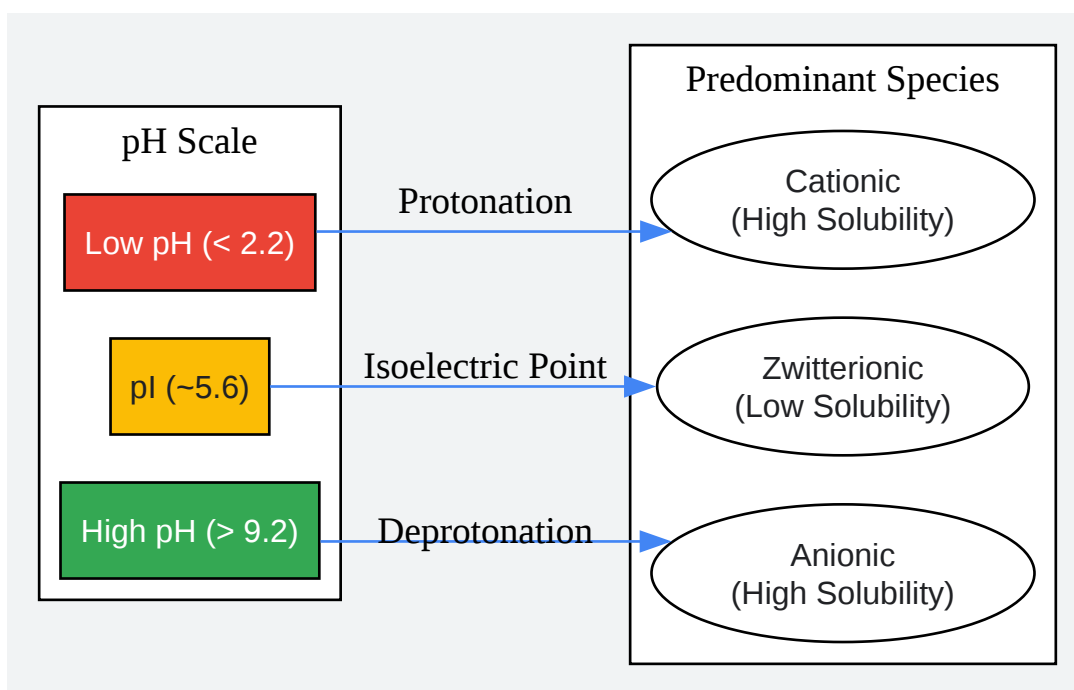 pH Scale
Low pH (< 2.2)
pI (~5.6)
High pH (> 9.2)
Protonation
Isoelectric Point
Deprotonation
Predominant Species
Cationic
(High Solubility)
Zwitterionic
(Low Solubility)
Anionic
(High Solubility)